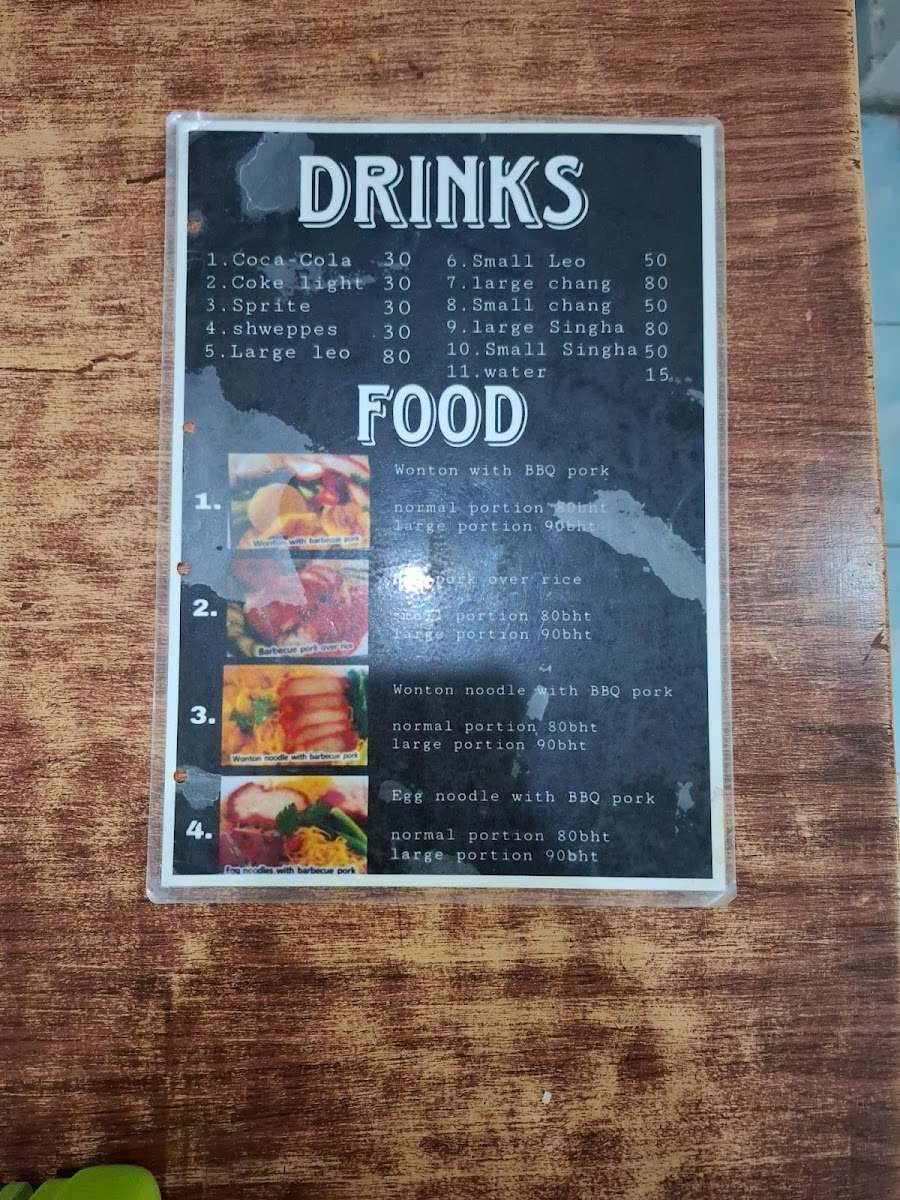 DRINKS
1.Coca-Cola 30
2.Coke light 30
3.Sprite 30
4.shweppes 30
5.Large leo 80
6.Small Leo 50
7.large chang 80
8.Small chang 50
9.large Singha 80
10.Small Singha 50
11.water 15
FOOD
1.
Wonton with barbecue pork
Wonton with BBQ pork
normal portion 80bht
large portion 90bht
2.
Barbecue pork over rice
pork over rice
small portion 80bht
large portion 90bht
3.
Wonton noodle with barbecue pork
Wonton noodle with BBQ pork
normal portion 80bht
large portion 90bht
4.
Egg noodles with barbecue pork
Egg noodle with BBQ pork
normal portion 80bht
large portion 90bht